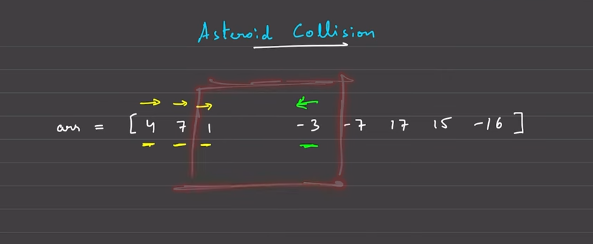 Asteroid Collision
arr = [ 4 7 1 -3 -7 17 15 -16 ]